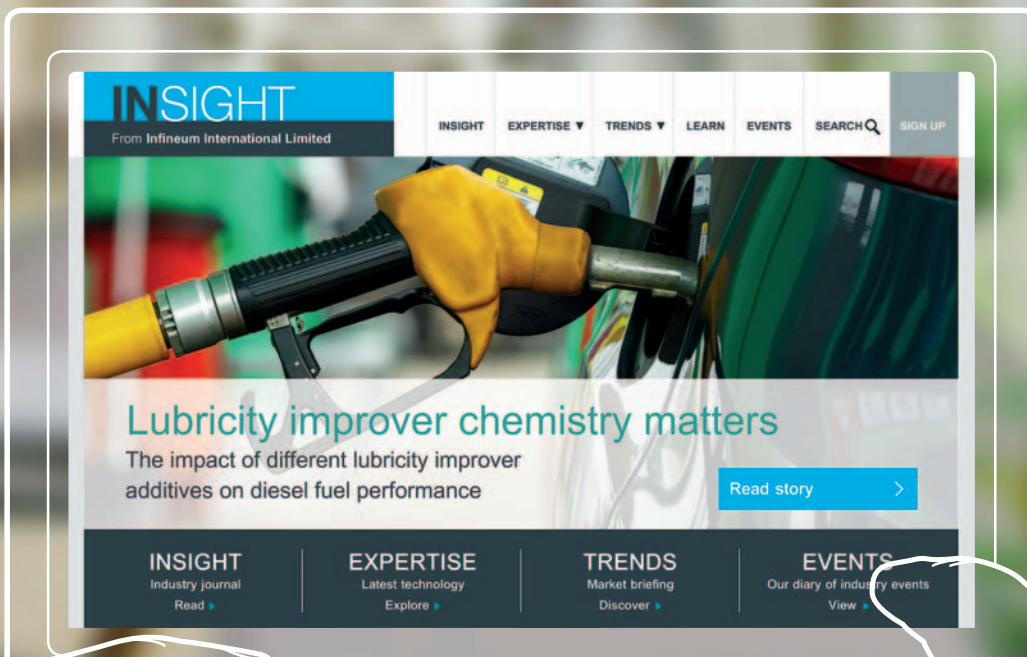 INSIGHT
From Infineum International Limited
INSIGHT EXPERTISE ▼ TRENDS ▼ LEARN EVENTS SEARCH SIGN UP
Lubricity improver chemistry matters
The impact of different lubricity improver
additives on diesel fuel performance
Read story
INSIGHT EXPERTISE TRENDS EVENTS
Industry journal Latest technology Market briefing Our diary of industry events
Read Explore Discover View